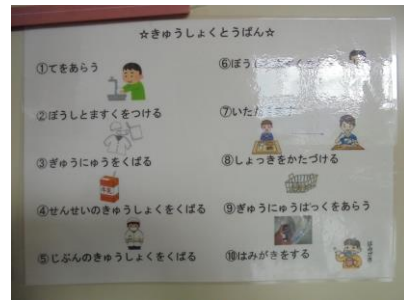 ☆きゅうしょくとうばん☆
①てをあらう
②ぼうしとますくをつける
③ぎゅうにゅうをくばる
④せんせいのきゅうしょくをくばる
⑤じぶんのきゅうしょくをくばる
⑥ぼう
⑦いただ
⑧しょっきをかたづける
⑨ぎゅうにゅうぱっくをあらう
⑩はみがきをする